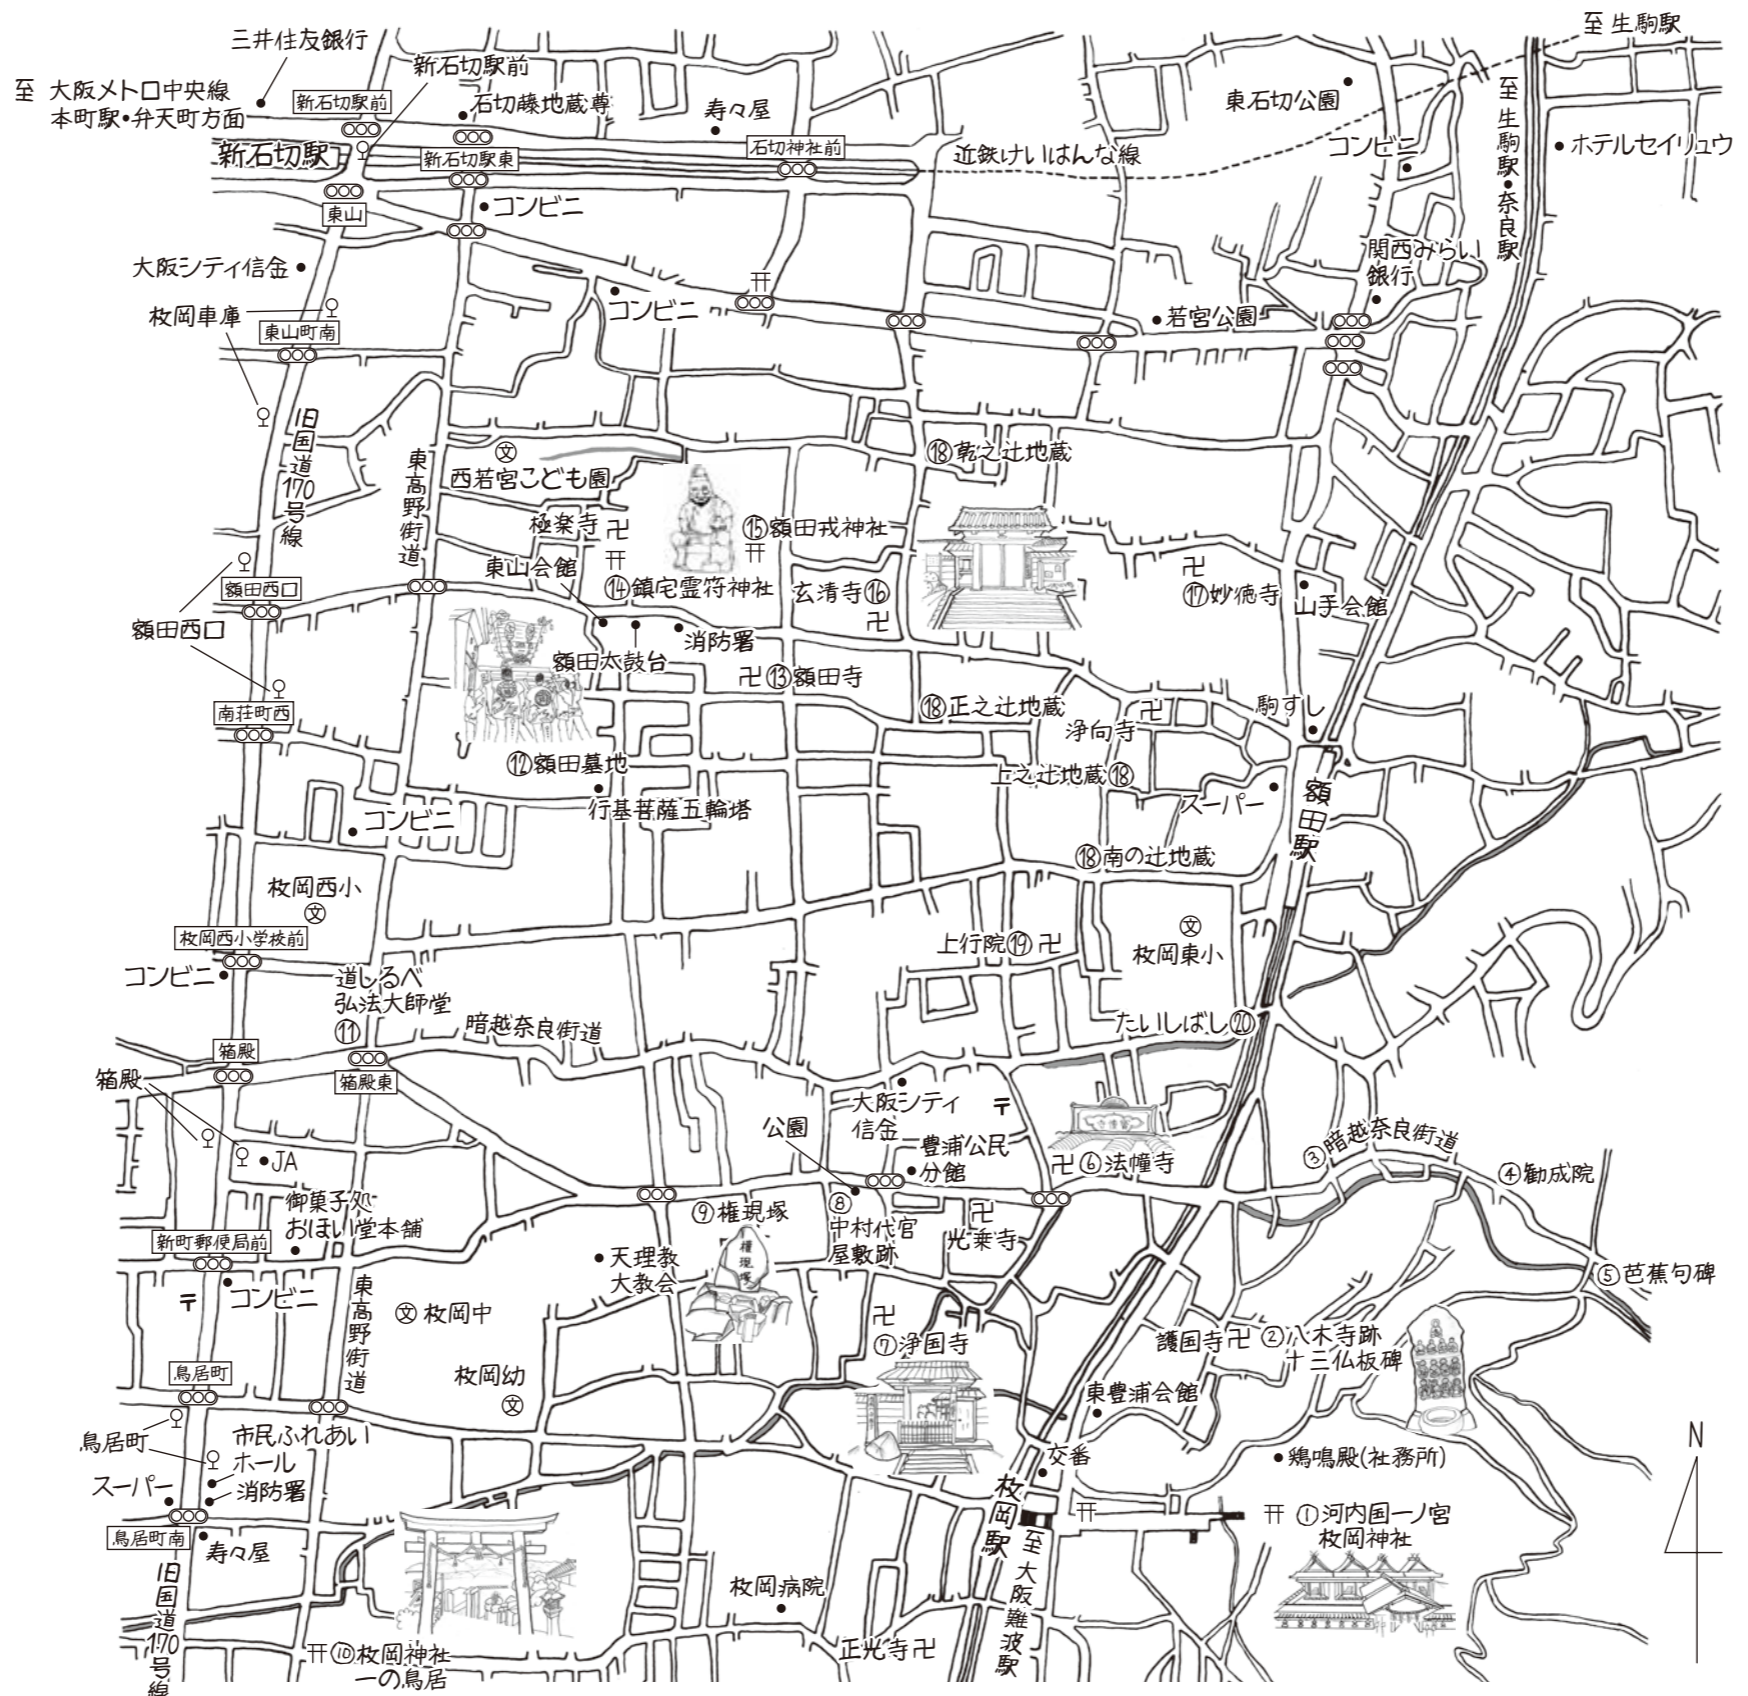 三井住友銀行
至 生駒駅
至 大阪メトロ中央線
本町駅・弁天町方面
新石切駅前
新石切駅前
石切藤地蔵尊
寿々屋
東石切公園
至生駒駅・奈良駅
ホテルセイリュウ
新石切駅
新石切駅東
石切神社前
近鉄けいはんな線
コンビニ
東山
コンビニ
大阪シティ信金
関西みらい
銀行
枚岡車庫
東山町南
コンビニ
若宮公園
旧国道170号線
東高野街道
文
西若宮こども園
⑱乾之辻地蔵
極楽寺
⑮額田戎神社
東山会館
額田西口
⑭鎮宅霊符神社
玄清寺⑯
⑰妙徳寺
山手会館
額田西口
消防署
額田太鼓台
⑬額田寺
南荘町西
⑱正之辻地蔵
浄向寺
駒すし
⑫額田墓地
上之辻地蔵⑱
スーパー
額田駅
行基菩薩五輪塔
コンビニ
⑱南の辻地蔵
枚岡西小
文
文
枚岡東小
枚岡西小学校前
上行院⑲
コンビニ
道しるべ
弘法大師堂
⑪
暗越奈良街道
たいしばし⑳
箱殿
箱殿
箱殿東
大阪シティ
信金
〒
公園
豊浦公民
分館
⑥法幢寺
③暗越奈良街道
④勧成院
JA
御菓子処
おほい堂本舗
⑨権現塚
⑧
中村代官
屋敷跡
光乗寺
新町郵便局前
天理教
大教会
権現塚
⑤芭蕉句碑
〒
コンビニ
東高野街道
文 枚岡中
⑦浄国寺
護国寺
②八木寺跡
十三仏板碑
鳥居町
枚岡幼
文
東豊浦会館
鳥居町
市民ふれあい
ホール
交番
鶏鳴殿(社務所)
N
スーパー
消防署
枚岡駅
①河内国一ノ宮
枚岡神社
鳥居町南
寿々屋
至大阪難波駅
旧国道170号線
枚岡病院
⑩枚岡神社
一の鳥居
正光寺